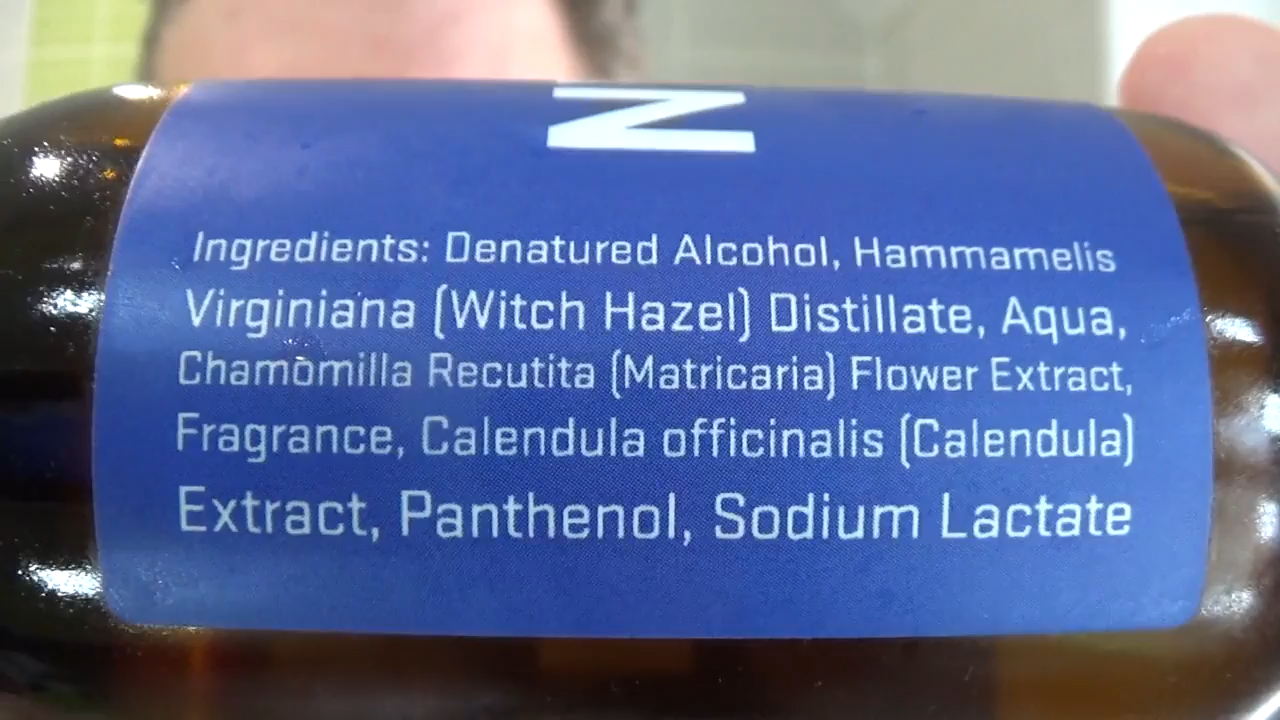 N
Ingredients: Denatured Alcohol, Hammamelis
Virginiana (Witch Hazel) Distillate, Aqua,
Chamomilla Recutita (Matricaria) Flower Extract,
Fragrance, Calendula officinalis (Calendula)
Extract, Panthenol, Sodium Lactate